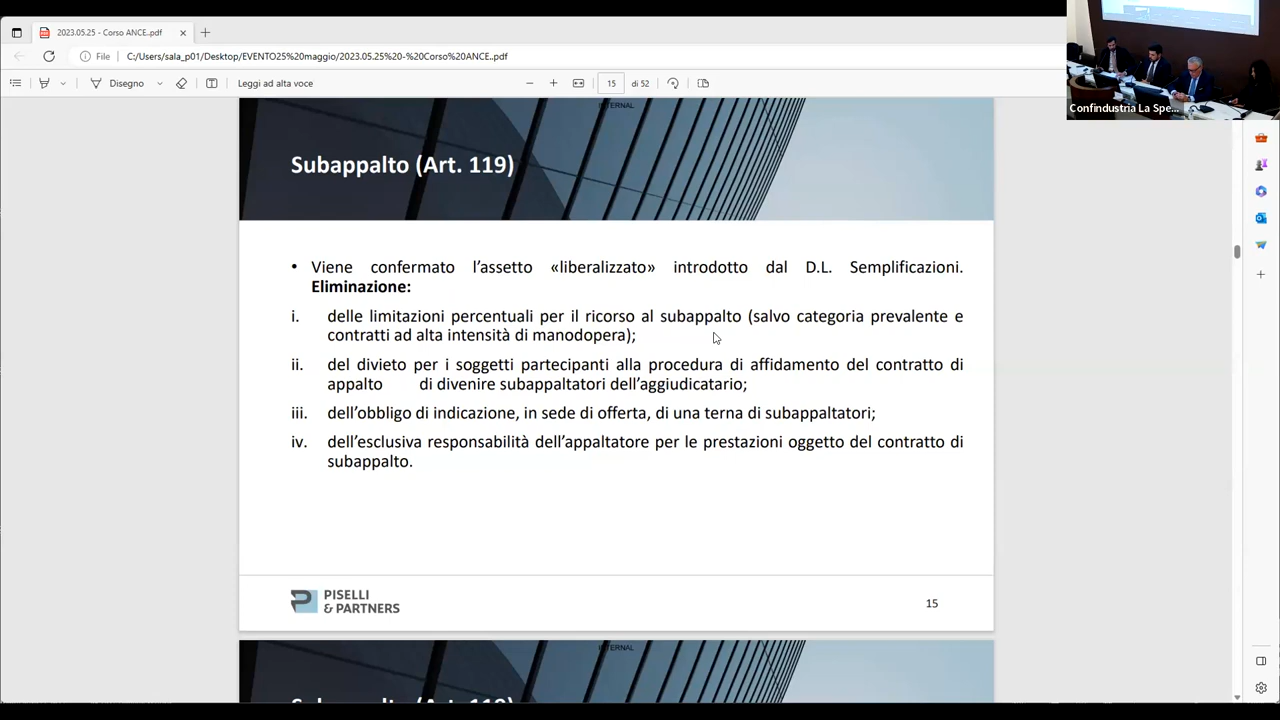 2023.05.25 - Corso ANCE..pdf
File
C:/Users/sala_p01/Desktop/EVENTO25%20maggio/2023.05.25%20-%20Corso%20ANCE..pdf
Disegno
Leggi ad alta voce
15
di 52
Confindustria La Spe...
INTERNAL
Subappalto (Art. 119)
• Viene confermato l’assetto «liberalizzato» introdotto dal D.L. Semplificazioni.
Eliminazione:
i. delle limitazioni percentuali per il ricorso al subappalto (salvo categoria prevalente e
contratti ad alta intensità di manodopera);
ii. del divieto per i soggetti partecipanti alla procedura di affidamento del contratto di
appalto di divenire subappaltatori dell’aggiudicatario;
iii. dell’obbligo di indicazione, in sede di offerta, di una terna di subappaltatori;
iv. dell’esclusiva responsabilità dell’appaltatore per le prestazioni oggetto del contratto di
subappalto.
PISELLI
& PARTNERS
15
INTERNAL
Subappalto (Art. 119)